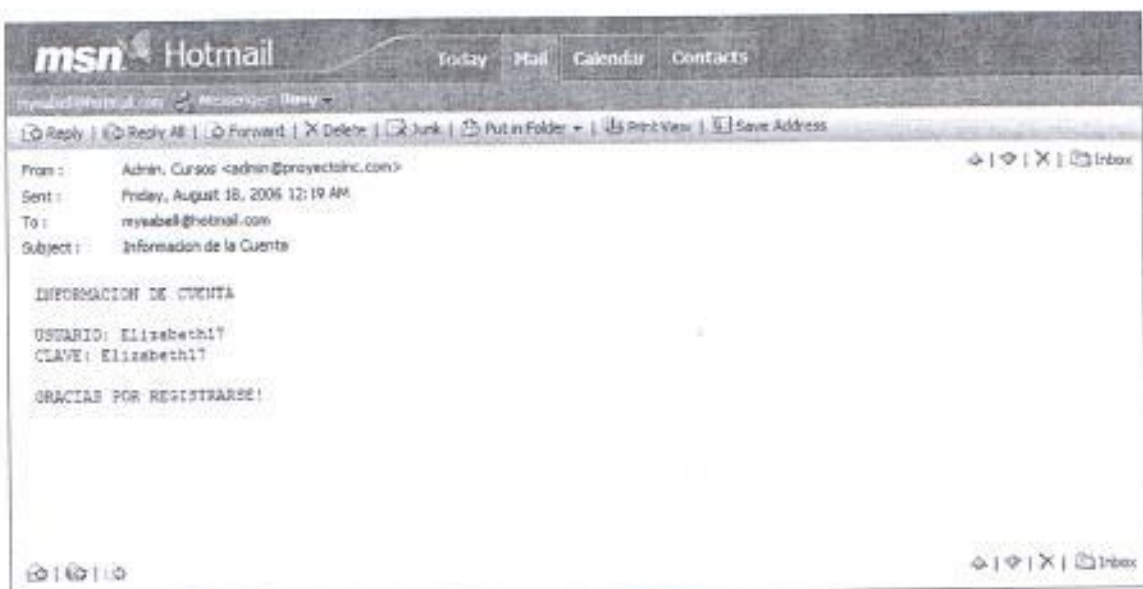 msn Hotmail
Today Mail Calendar Contacts
Messenger: Busy
Reply | Reply All | Forward | Delete | Junk | Put in Folder | Print View | Save Address
From : Admin. Cursos <admin@proyectoinc.com>
Inbox
Sent : Friday, August 18, 2006 12:19 AM
To : mysabell@hotmail.com
Subject : Informacion de la Cuenta
INFORMACION DE CUENTA
USUARIO: Elizabeth17
CLAVE: Elizabeth17
GRACIAS POR REGISTRARSE!
Inbox